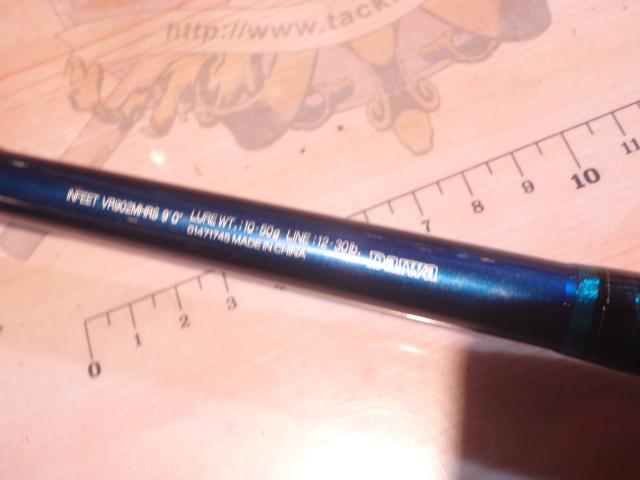 http://www.tackl
INFEET VR902MHRS 9'0" LURE WT.:10-50g LINE:12-30lb. DAIWA
01471745 MADE IN CHINA
7 8 9 10 11
0 1 2 3